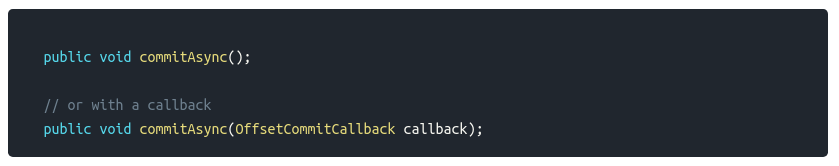 public void commitAsync();
// or with a callback
public void commitAsync(OffsetCommitCallback callback);